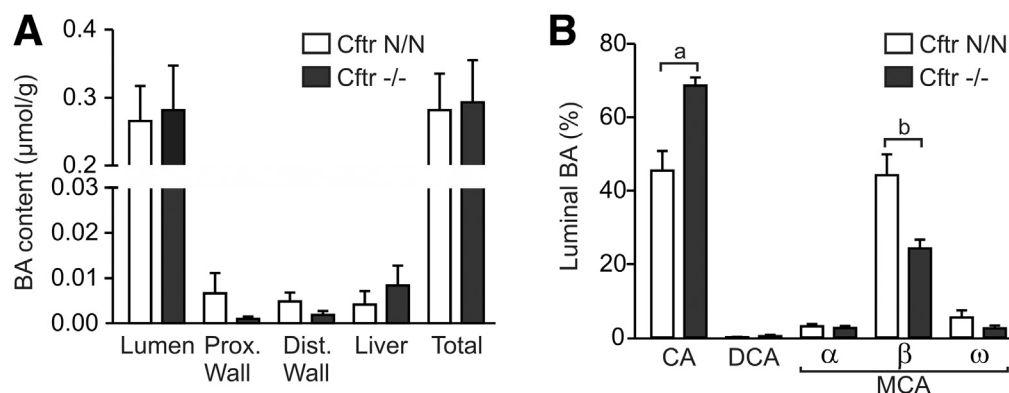 A
BA content (μmol/g)
0.4
0.3
0.2
0.03
0.02
0.01
0.00
Cftr N/N
Cftr -/-
Lumen Prox. Wall Dist. Wall Liver Total
B
Luminal BA (%)
80
60
40
20
0
Cftr N/N
Cftr -/-
a
b
CA DCA α β ω
MCA